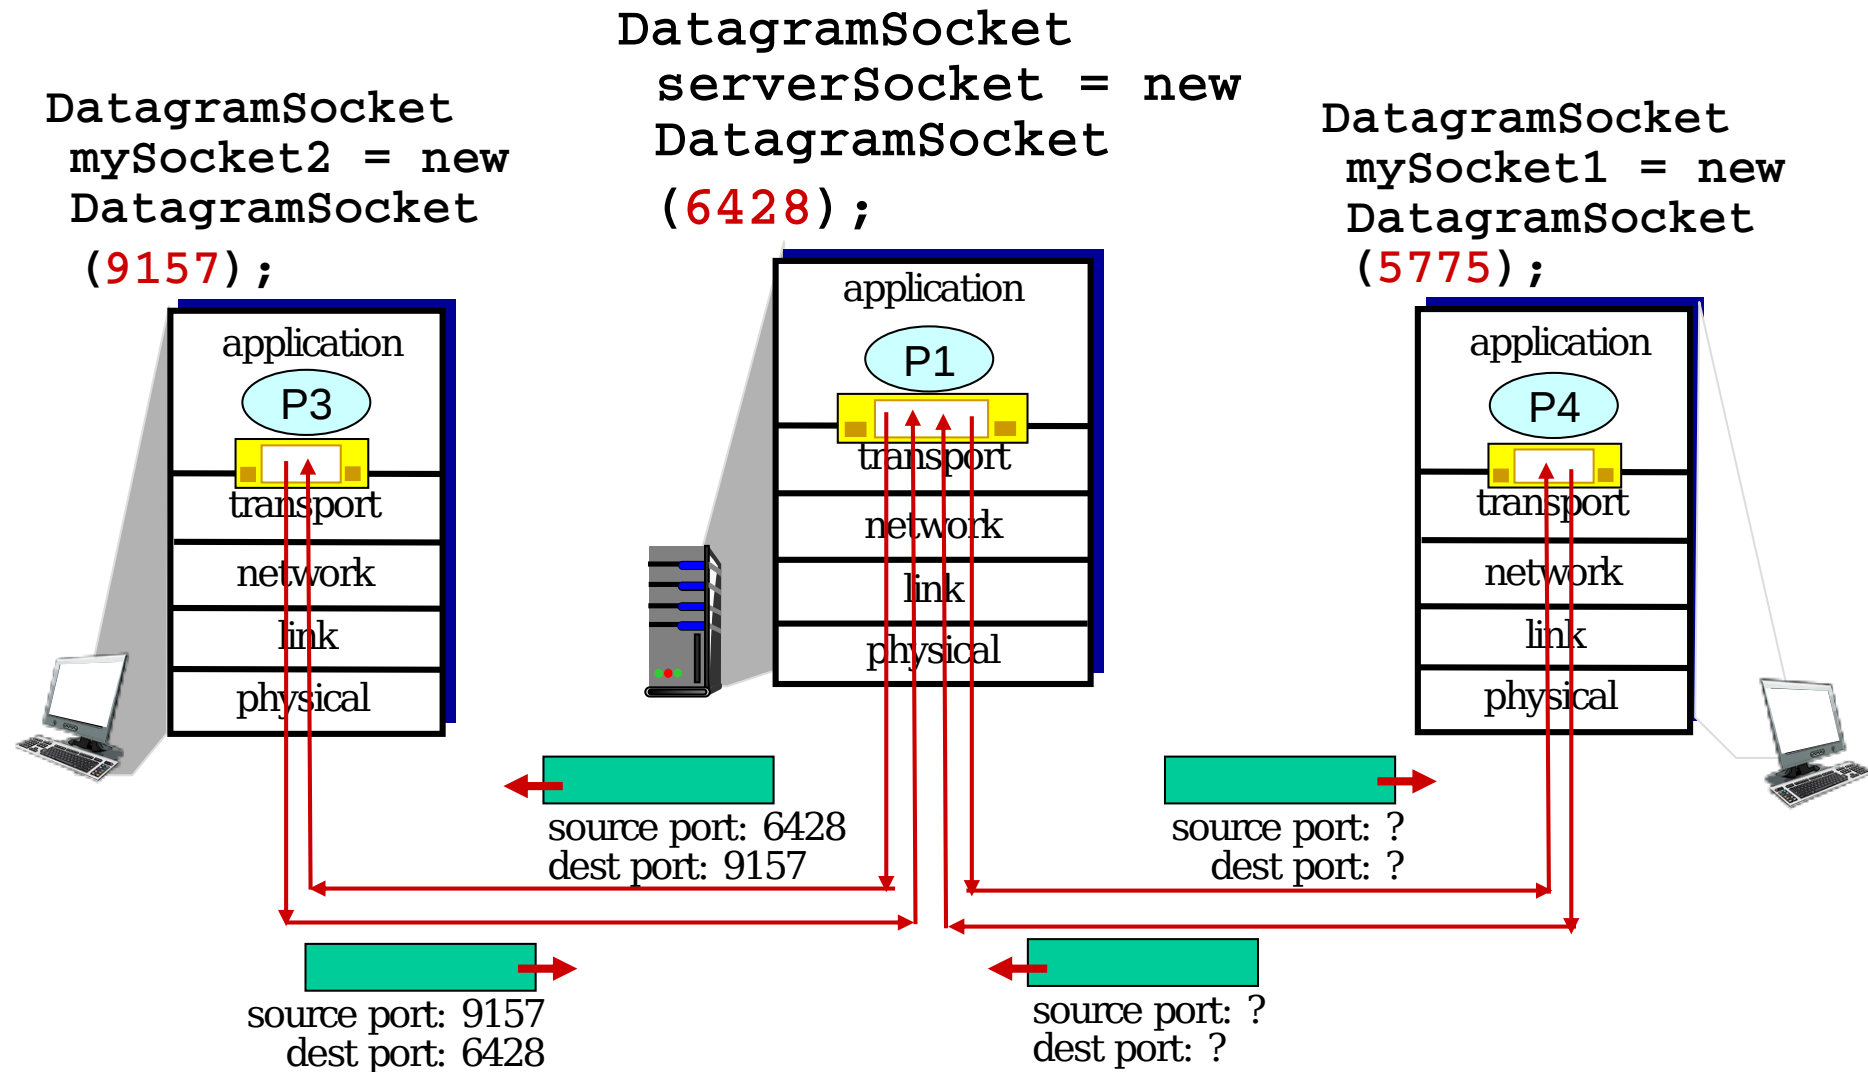 DatagramSocket
serverSocket = new
DatagramSocket
(6428);
DatagramSocket
mySocket2 = new
DatagramSocket
(9157);
DatagramSocket
mySocket1 = new
DatagramSocket
(5775);
application
P3
transport
network
link
physical
application
P1
transport
network
link
physical
application
P4
transport
network
link
physical
source port: 6428
dest port: 9157
source port: ?
dest port: ?
source port: 9157
dest port: 6428
source port: ?
dest port: ?